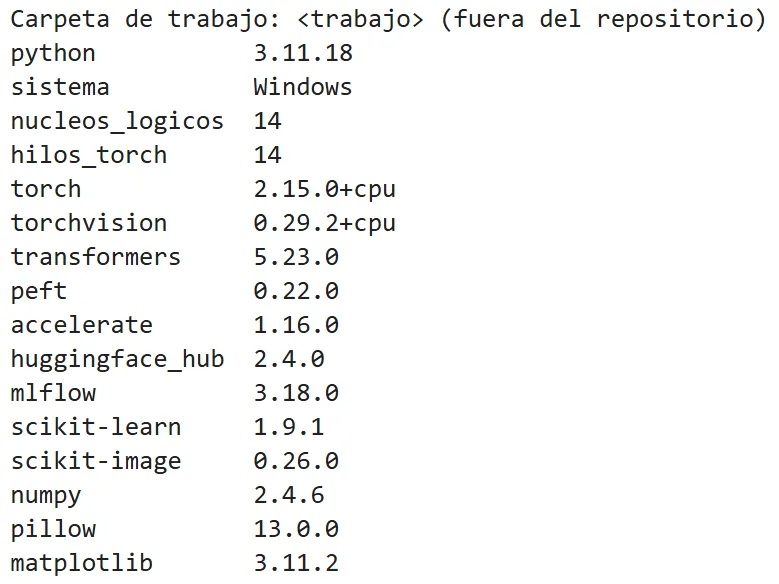 Carpeta de trabajo: <trabajo> (fuera del repositorio)
python 3.11.18
sistema Windows
nucleos_logicos 14
hilos_torch 14
torch 2.15.0+cpu
torchvision 0.29.2+cpu
transformers 5.23.0
peft 0.22.0
accelerate 1.16.0
huggingface_hub 2.4.0
mlflow 3.18.0
scikit-learn 1.9.1
scikit-image 0.26.0
numpy 2.4.6
pillow 13.0.0
matplotlib 3.11.2